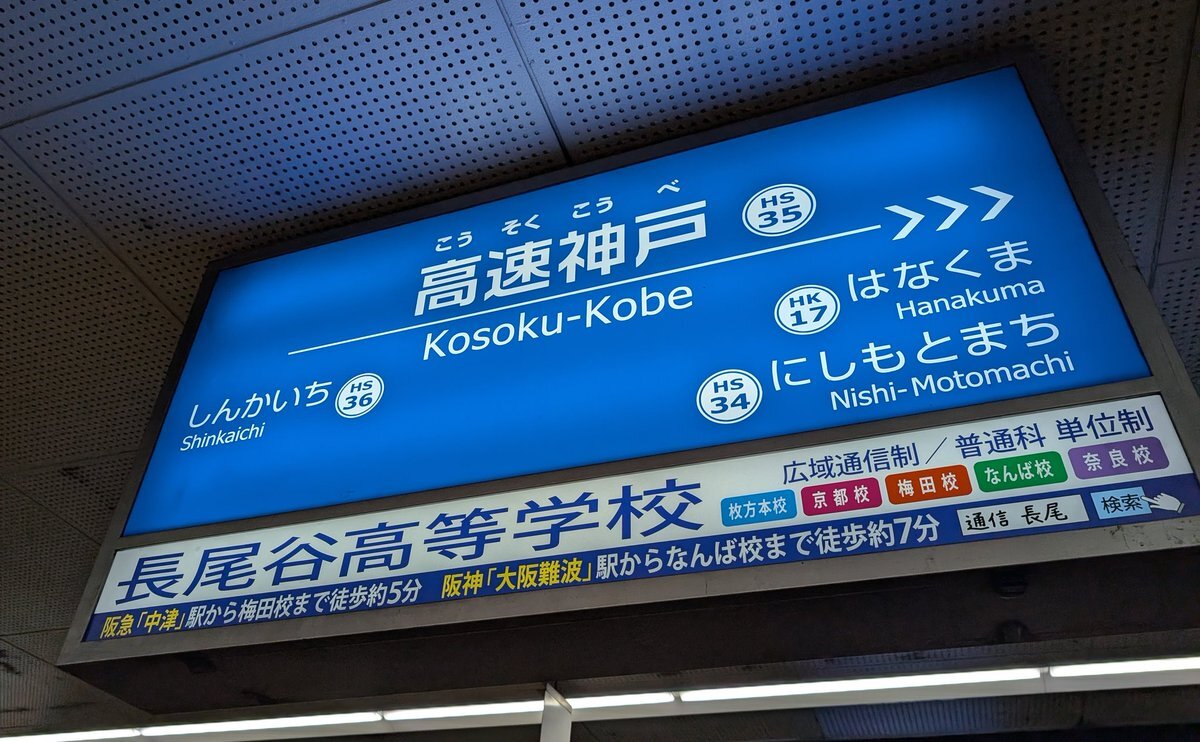 こう そく こう べ
高速神戸 HS 35
Kosoku-Kobe
しんかいち HS 36
Shinkaichi
HK 17 はなくま
Hanakuma
HS 34 にしもとまち
Nishi-Motomachi
長尾谷高等学校
広域通信制／普通科 単位制
枚方本校 京都校 梅田校 なんば校 奈良校
阪急「中津」駅から梅田校まで徒歩約5分 阪神「大阪難波」駅からなんば校まで徒歩約7分
通信 長尾 検索